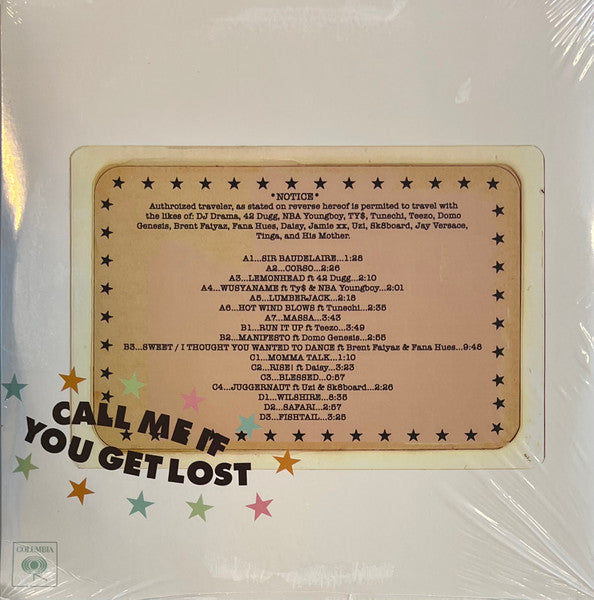 *NOTICE*
Authroized traveler, as stated on reverse hereof is permited to travel with
the likes of: DJ Drama, 42 Dugg, NBA Youngboy, TY$, Tunechi, Teezo, Domo
Genesis, Brent Faiyaz, Fana Hues, Daisy, Jamie xx, Uzi, Sk8board, Jay Versace,
Tinga, and His Mother.
A1...SIR BAUDELAIRE...1:28
A2...CORSO...2:26
A3...LEMONHEAD ft 42 Dugg...2:10
A4...WUSYANAME ft Ty$ & NBA Youngboy...2:01
A5...LUMBERJACK...2:18
A6...HOT WIND BLOWS ft Tunechi...2:35
A7...MASSA...3:43
B1...RUN IT UP ft Teezo...3:49
B2...MANIFESTO ft Domo Genesis...2:55
B3...SWEET / I THOUGHT YOU WANTED TO DANCE ft Brent Faiyaz & Fana Hues...9:48
C1...MOMMA TALK...1:10
C2...RISE! ft Daisy...3:23
C3...BLESSED...0:57
C4...JUGGERNAUT ft Uzi & Sk8board...2:26
D1...WILSHIRE...8:35
D2...SAFARI...2:57
D3...FISHTAIL...3:25
CALL ME IF
YOU GET LOST
COLUMBIA